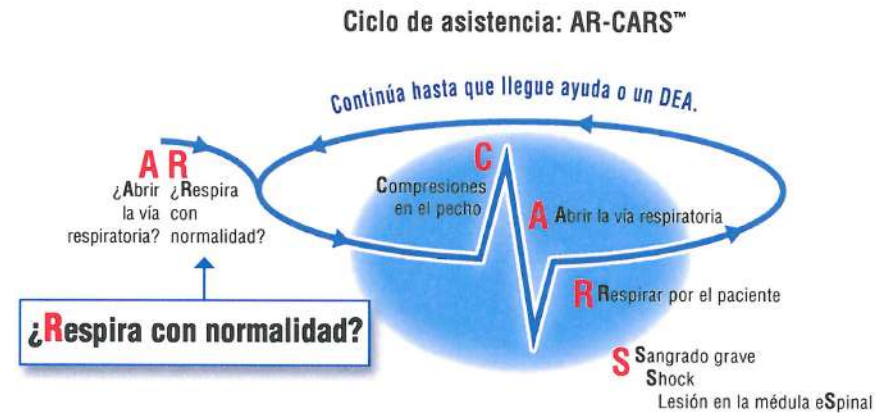 Ciclo de asistencia: AR-CARS™
Continúa hasta que llegue ayuda o un DEA.
A R
¿Abrir ¿Respira
la vía con
respiratoria? normalidad?
¿Respira con normalidad?
C
Compresiones
en el pecho
A Abrir la vía respiratoria
R Respirar por el paciente
S Sangrado grave
Shock
Lesión en la médula eSpinal